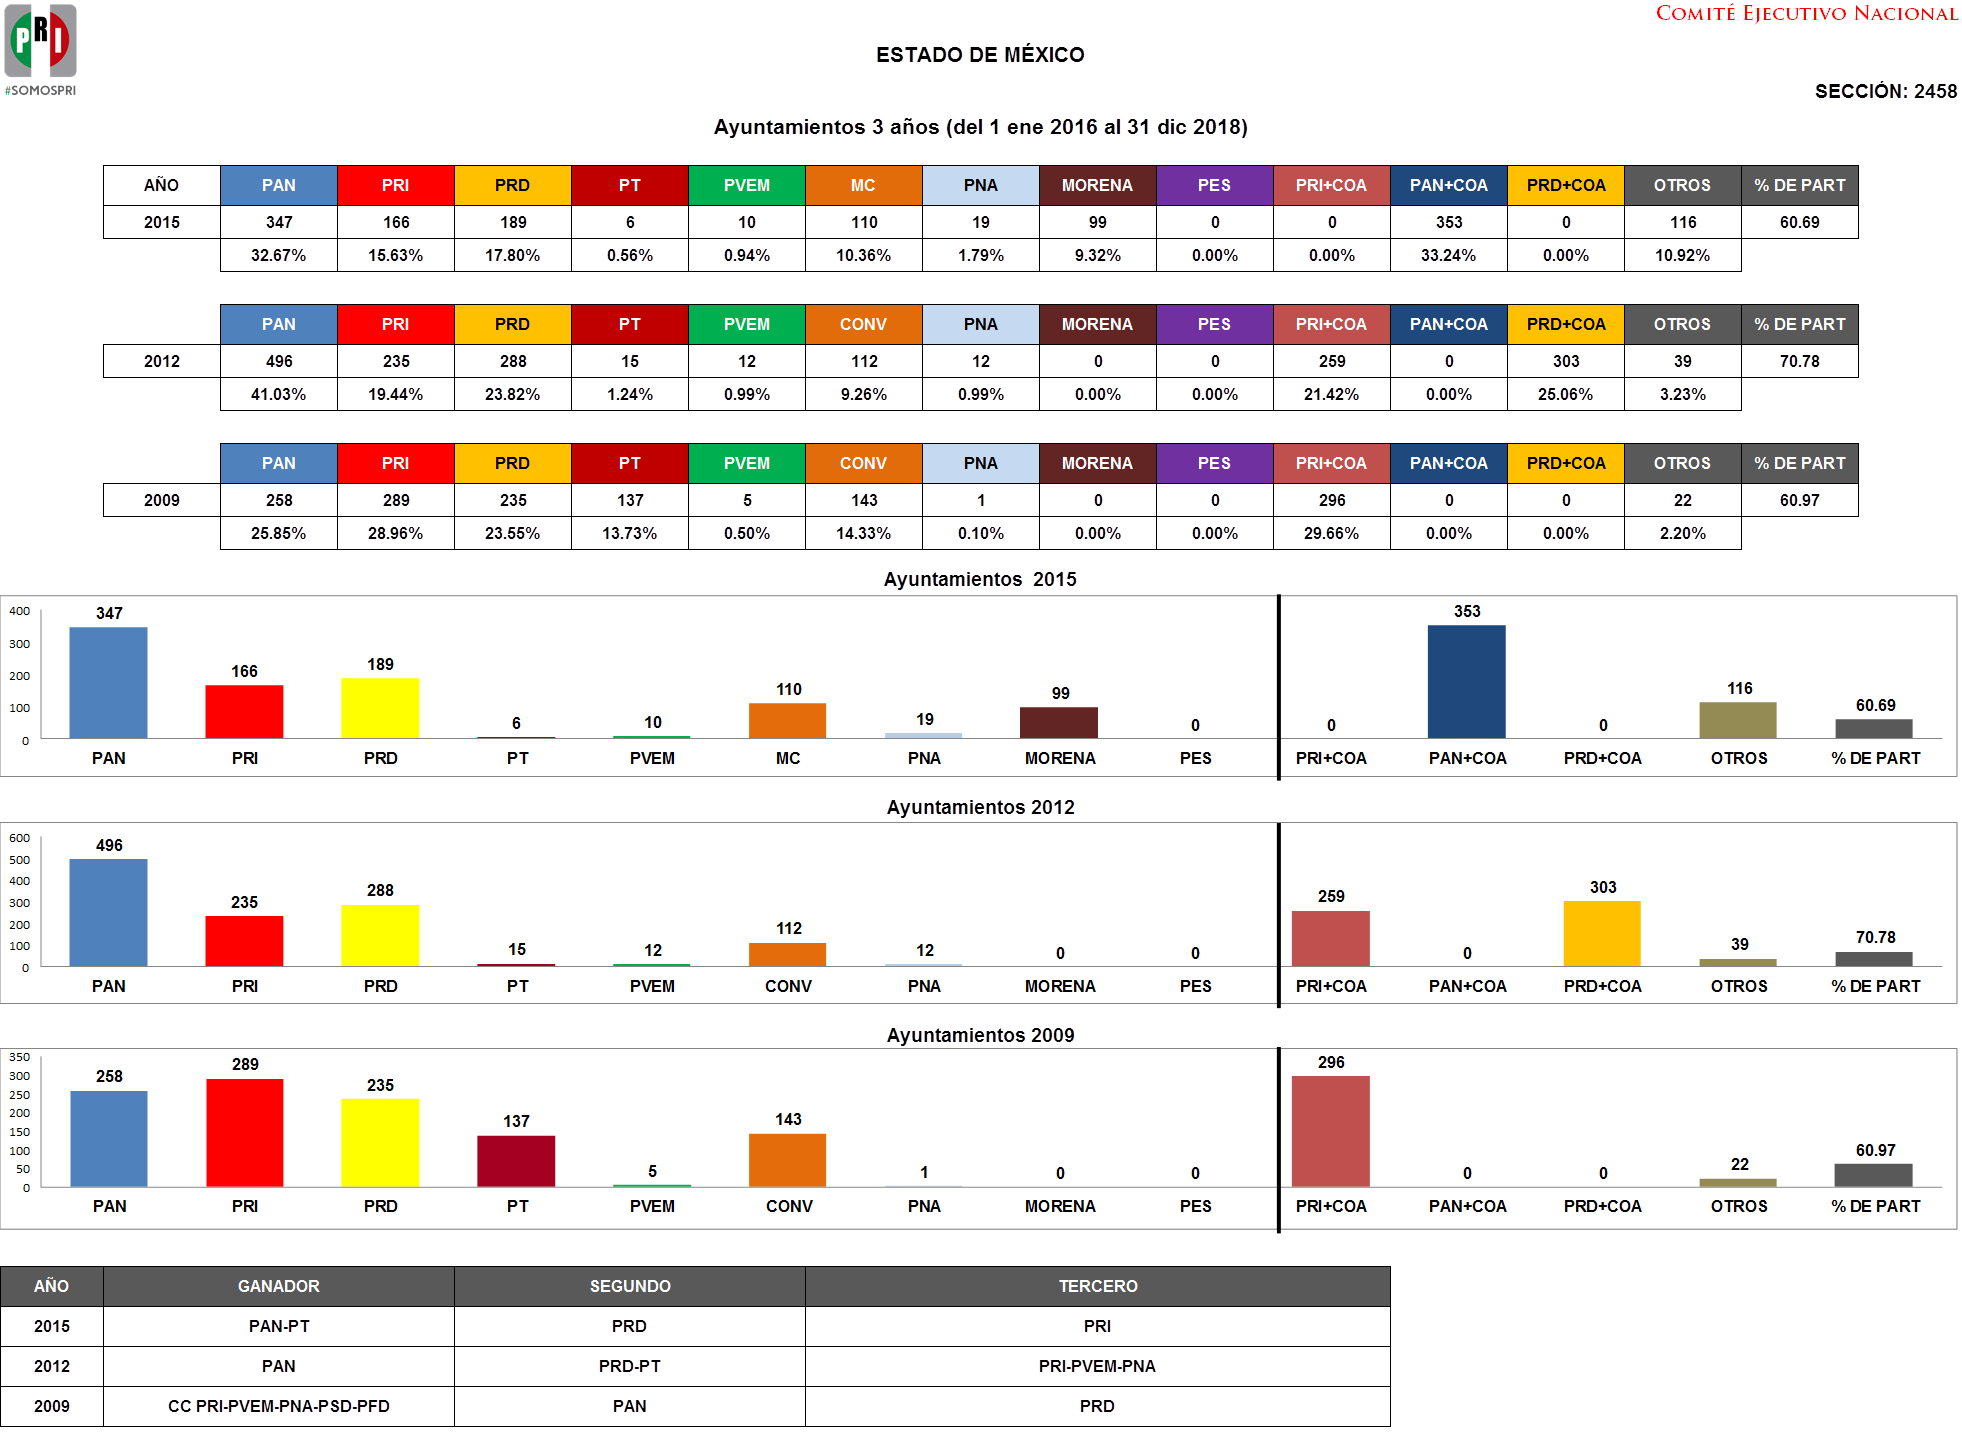 PRI
#SOMOSPRI
COMITÉ EJECUTIVO NACIONAL
ESTADO DE MÉXICO
SECCIÓN: 2458
Ayuntamientos 3 años (del 1 ene 2016 al 31 dic 2018)
AÑO PAN PRI PRD PT PVEM MC PNA MORENA PES PRI+COA PAN+COA PRD+COA OTROS % DE PART
2015 347 166 189 6 10 110 19 99 0 0 353 0 116 60.69
32.67% 15.63% 17.80% 0.56% 0.94% 10.36% 1.79% 9.32% 0.00% 0.00% 33.24% 0.00% 10.92%
PAN PRI PRD PT PVEM CONV PNA MORENA PES PRI+COA PAN+COA PRD+COA OTROS % DE PART
2012 496 235 288 15 12 112 12 0 0 259 0 303 39 70.78
41.03% 19.44% 23.82% 1.24% 0.99% 9.26% 0.99% 0.00% 0.00% 21.42% 0.00% 25.06% 3.23%
PAN PRI PRD PT PVEM CONV PNA MORENA PES PRI+COA PAN+COA PRD+COA OTROS % DE PART
2009 258 289 235 137 5 143 1 0 0 296 0 0 22 60.97
25.85% 28.96% 23.55% 13.73% 0.50% 14.33% 0.10% 0.00% 0.00% 29.66% 0.00% 0.00% 2.20%
Ayuntamientos 2015
400
300
200
100
0
347 166 189 6 10 110 19 99 0 0 353 0 116 60.69
PAN PRI PRD PT PVEM MC PNA MORENA PES PRI+COA PAN+COA PRD+COA OTROS % DE PART
Ayuntamientos 2012
600
500
400
300
200
100
0
496 235 288 15 12 112 12 0 0 259 0 303 39 70.78
PAN PRI PRD PT PVEM CONV PNA MORENA PES PRI+COA PAN+COA PRD+COA OTROS % DE PART
Ayuntamientos 2009
350
300
250
200
150
100
50
0
258 289 235 137 5 143 1 0 0 296 0 0 22 60.97
PAN PRI PRD PT PVEM CONV PNA MORENA PES PRI+COA PAN+COA PRD+COA OTROS % DE PART
AÑO GANADOR SEGUNDO TERCERO
2015 PAN-PT PRD PRI
2012 PAN PRD-PT PRI-PVEM-PNA
2009 CC PRI-PVEM-PNA-PSD-PFD PAN PRD